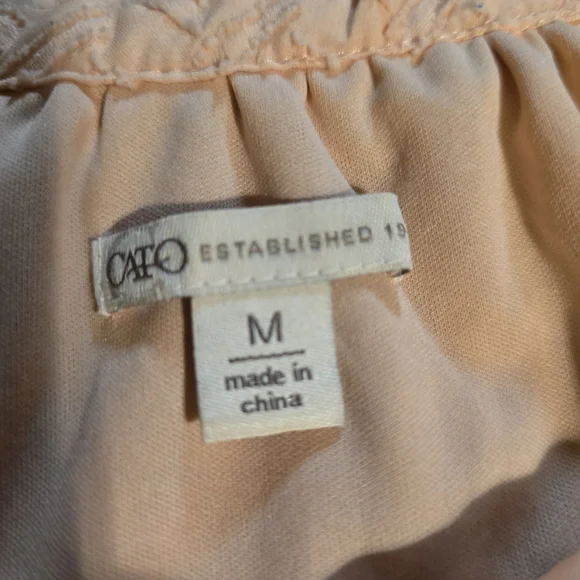 CATO ESTABLISHED 19
M
made in
china